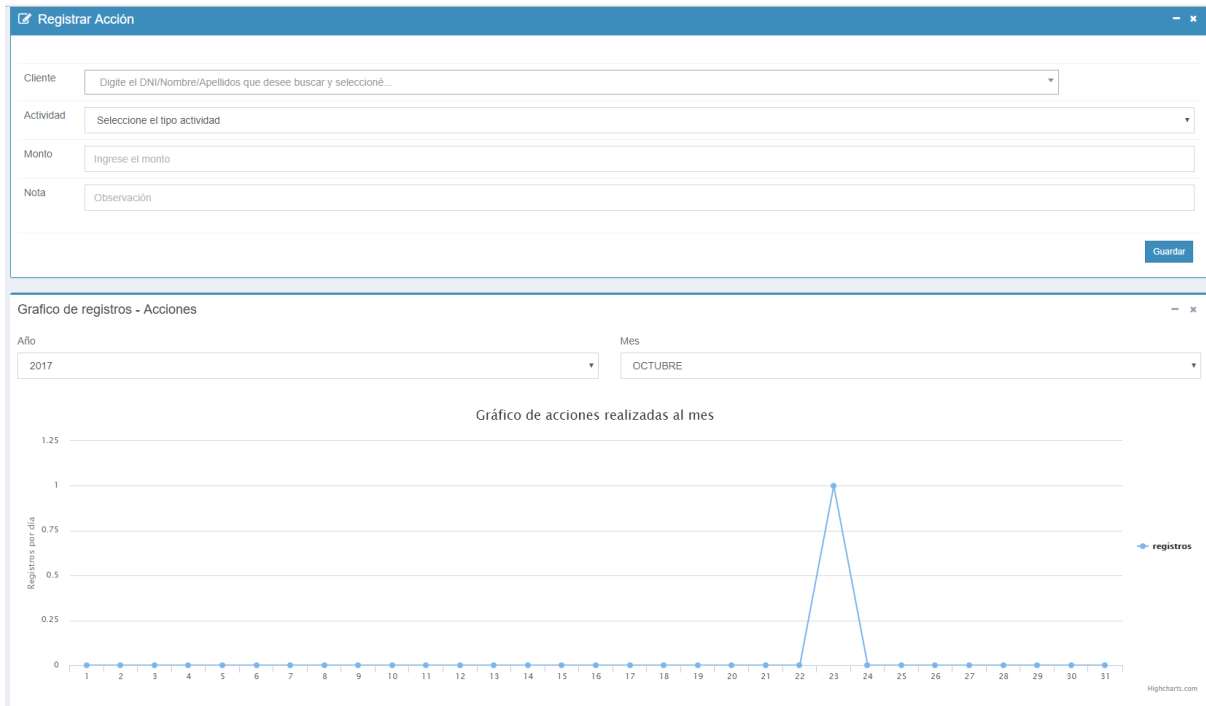 Registrar Acción
Cliente
Digite el DNI/Nombre/Apellidos que desee buscar y seleccioné...
Actividad
Seleccione el tipo actividad
Monto
Ingrese el monto
Nota
Observación
Guardar
Grafico de registros - Acciones
Año
Mes
2017
OCTUBRE
Gráfico de acciones realizadas al mes
1.25
1
0.75
0.5
0.25
0
Registros por día
registros
1 2 3 4 5 6 7 8 9 10 11 12 13 14 15 16 17 18 19 20 21 22 23 24 25 26 27 28 29 30 31
Highcharts.com